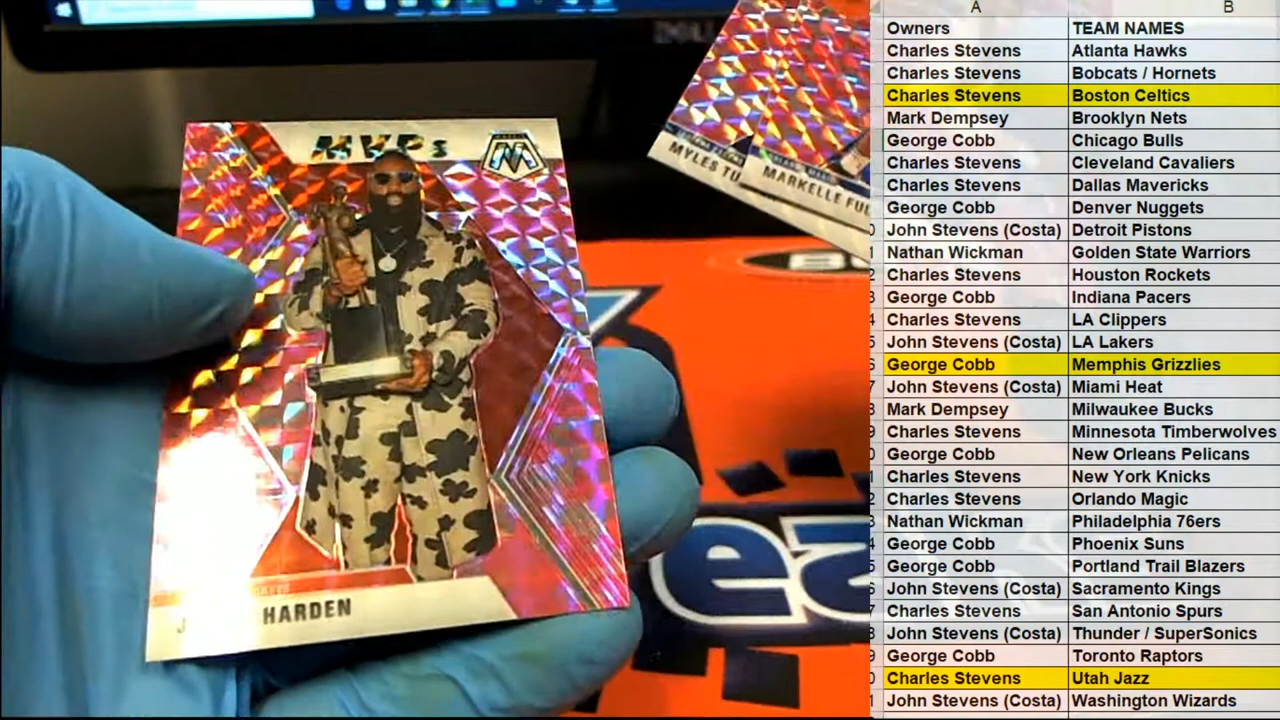 MVPs
J HARDEN
MYLES TU
MARKELLE FUL
A B
Owners TEAM NAMES
Charles Stevens Atlanta Hawks
Charles Stevens Bobcats / Hornets
Charles Stevens Boston Celtics
Mark Dempsey Brooklyn Nets
George Cobb Chicago Bulls
Charles Stevens Cleveland Cavaliers
Charles Stevens Dallas Mavericks
George Cobb Denver Nuggets
John Stevens (Costa) Detroit Pistons
Nathan Wickman Golden State Warriors
Charles Stevens Houston Rockets
George Cobb Indiana Pacers
Charles Stevens LA Clippers
John Stevens (Costa) LA Lakers
George Cobb Memphis Grizzlies
John Stevens (Costa) Miami Heat
Mark Dempsey Milwaukee Bucks
Charles Stevens Minnesota Timberwolves
George Cobb New Orleans Pelicans
Charles Stevens New York Knicks
Charles Stevens Orlando Magic
Nathan Wickman Philadelphia 76ers
George Cobb Phoenix Suns
George Cobb Portland Trail Blazers
John Stevens (Costa) Sacramento Kings
Charles Stevens San Antonio Spurs
John Stevens (Costa) Thunder / SuperSonics
George Cobb Toronto Raptors
Charles Stevens Utah Jazz
John Stevens (Costa) Washington Wizards